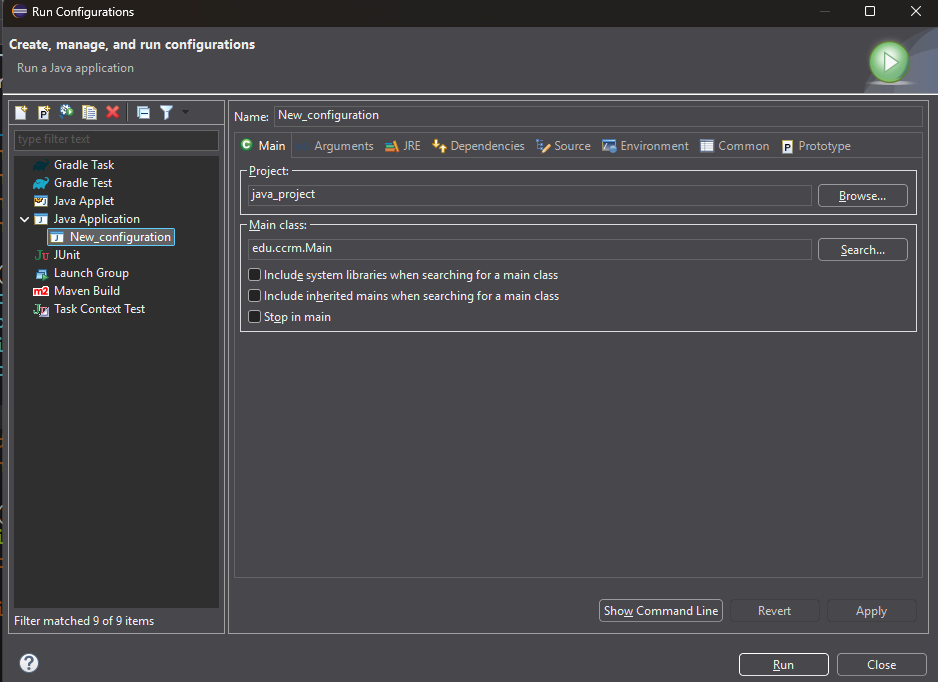 Run Configurations
Create, manage, and run configurations
Run a Java application
type filter text
Gradle Task
Gradle Test
Java Applet
Java Application
New_configuration
JUnit
Launch Group
Maven Build
Task Context Test
Filter matched 9 of 9 items
Name: New_configuration
Main Arguments JRE Dependencies Source Environment Common Prototype
Project:
java_project Browse...
Main class:
edu.ccrm.Main Search...
Include system libraries when searching for a main class
Include inherited mains when searching for a main class
Stop in main
Show Command Line Revert Apply
Run Close